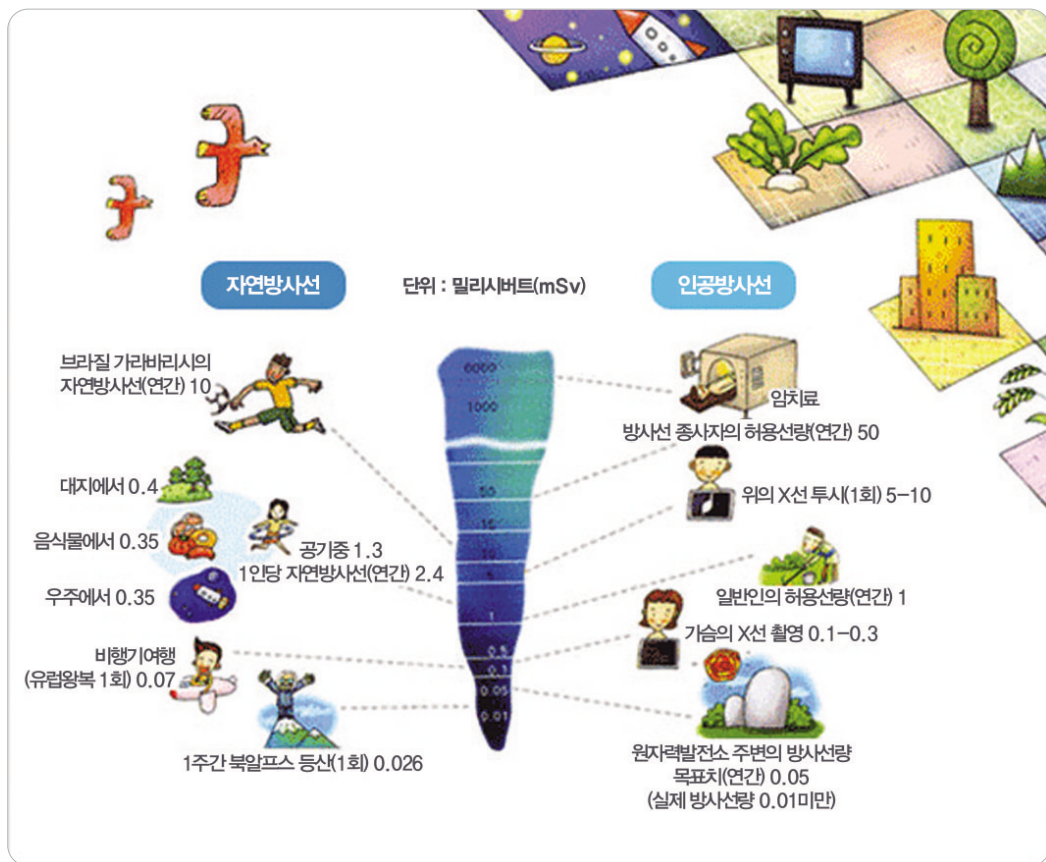 자연방사선
단위 : 밀리시버트(mSv)
인공방사선
브라질 가라바리시의
자연방사선(연간) 10
대지에서 0.4
음식물에서 0.35
공기중 1.3
1인당 자연방사선(연간) 2.4
우주에서 0.35
비행기여행
(유럽왕복 1회) 0.07
1주간 북알프스 등산(1회) 0.026
6000
1000
50
15
10
5
1
0.5
0.1
0.05
0.01
암치료
방사선 종사자의 허용선량(연간) 50
위의 X선 투시(1회) 5-10
일반인의 허용선량(연간) 1
가슴의 X선 촬영 0.1-0.3
원자력발전소 주변의 방사선량
목표치(연간) 0.05
(실제 방사선량 0.01미만)